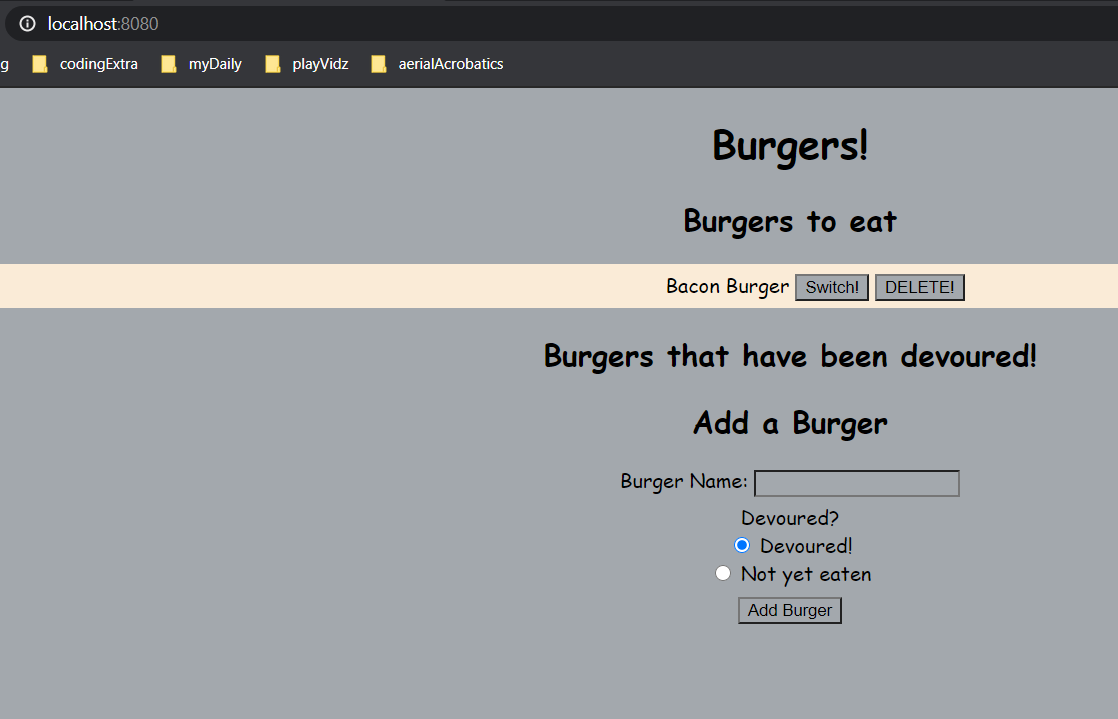 localhost:8080
g codingExtra myDaily playVidz aerialAcrobatics
Burgers!
Burgers to eat
Bacon Burger Switch! DELETE!
Burgers that have been devoured!
Add a Burger
Burger Name:
Devoured?
Devoured!
Not yet eaten
Add Burger